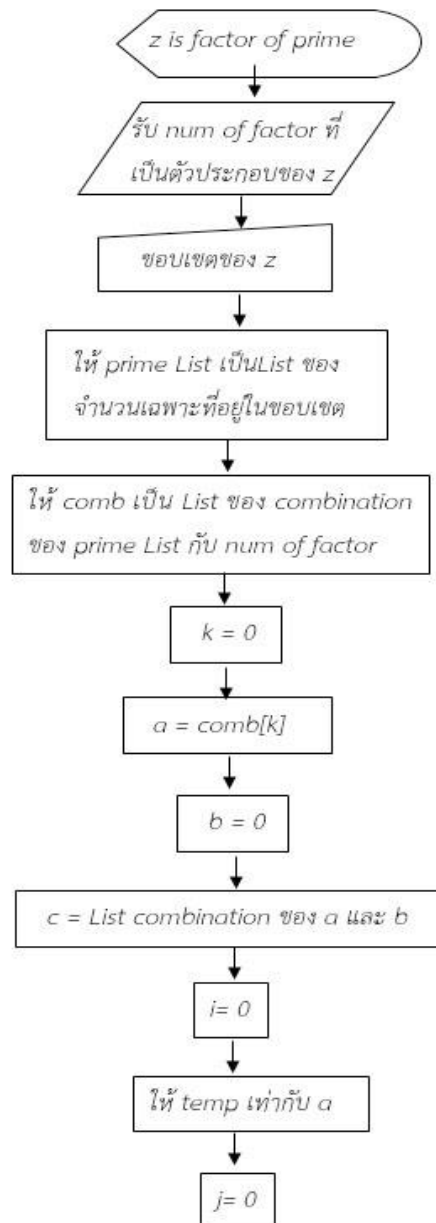 z is factor of prime
รับ num of factor ที่
เป็นตัวประกอบของ z
ขอบเขตของ z
ให้ prime List เป็นList ของ
จำนวนเฉพาะที่อยู่ในขอบเขต
ให้ comb เป็น List ของ combination
ของ prime List กับ num of factor
k = 0
a = comb[k]
b = 0
c = List combination ของ a และ b
i= 0
ให้ temp เท่ากับ a
j= 0